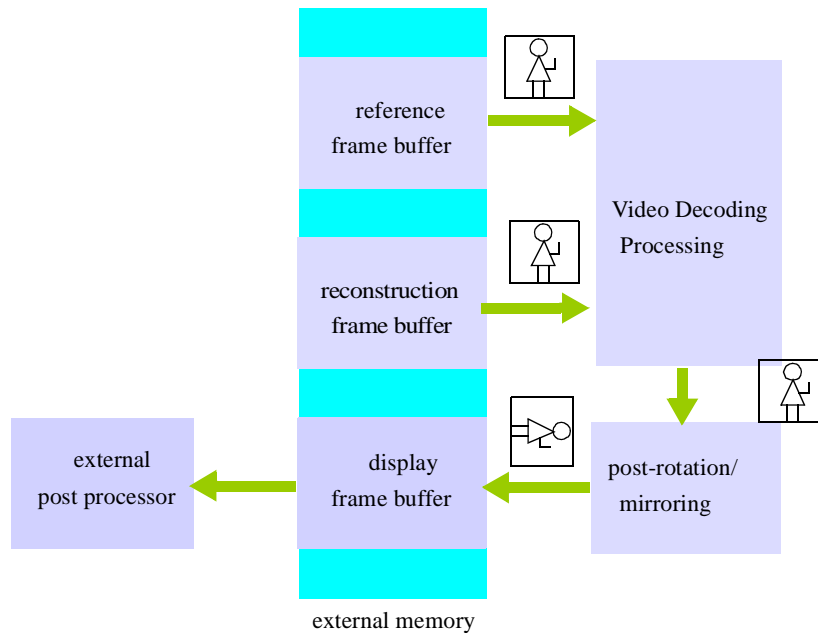 reference
frame buffer
Video Decoding
Processing
reconstruction
frame buffer
external
post processor
display
frame buffer
post-rotation/
mirroring
external memory